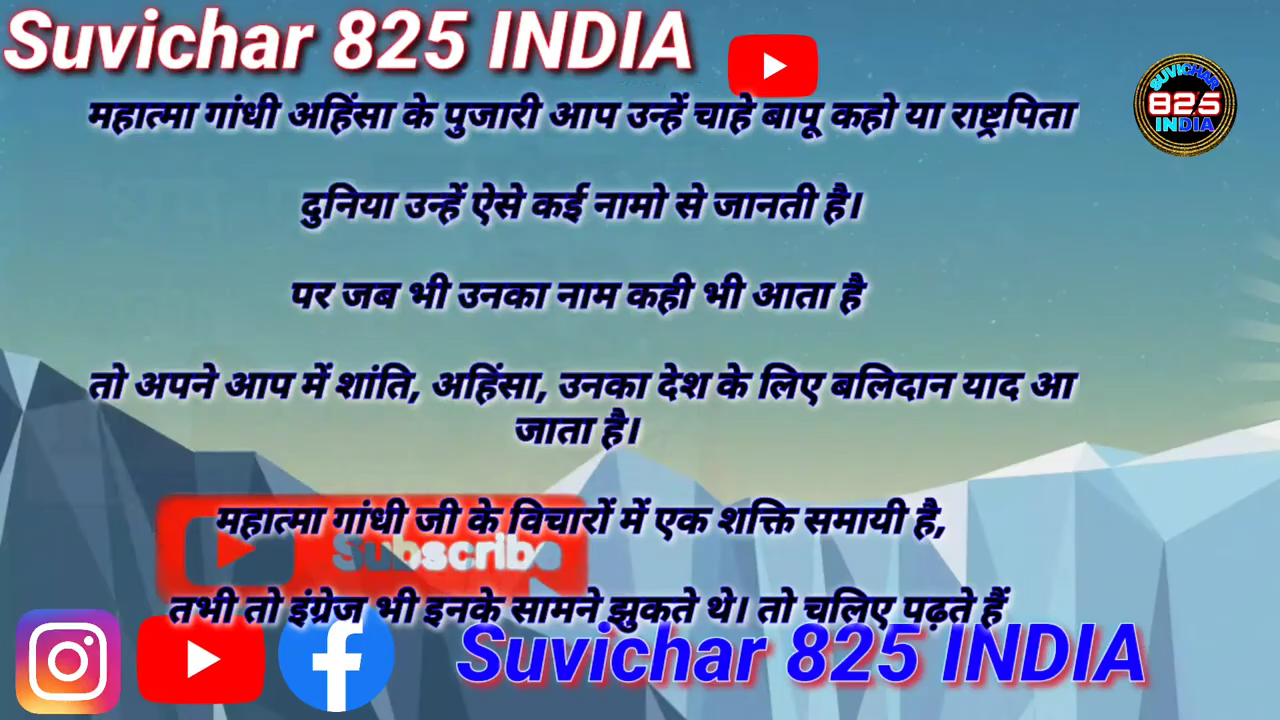 Suvichar 825 INDIA
SUVICHAR
825
INDIA
महात्मा गांधी अहिंसा के पुजारी आप उन्हें चाहे बापू कहो या राष्ट्रपिता
दुनिया उन्हें ऐसे कई नामो से जानती है।
पर जब भी उनका नाम कही भी आता है
तो अपने आप में शांति, अहिंसा, उनका देश के लिए बलिदान याद आ
जाता है।
महात्मा गांधी जी के विचारों में एक शक्ति समायी है,
Subscribe
तभी तो इंग्रेज भी इनके सामने झुकते थे। तो चलिए पढ़ते हैं
Suvichar 825 INDIA